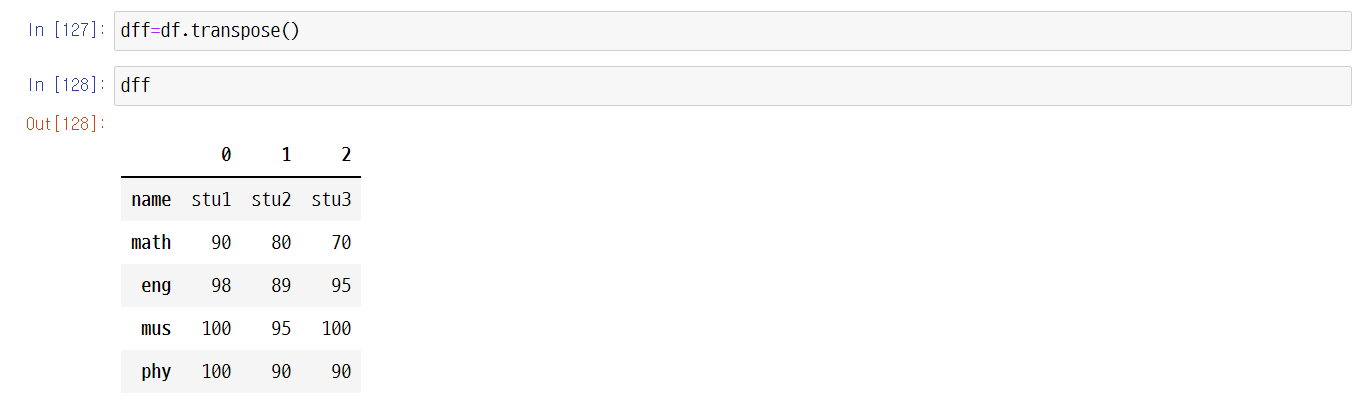 In [127]: dff=df.transpose()
In [128]: dff
Out[128]:
0 1 2
name stu1 stu2 stu3
math 90 80 70
eng 98 89 95
mus 100 95 100
phy 100 90 90